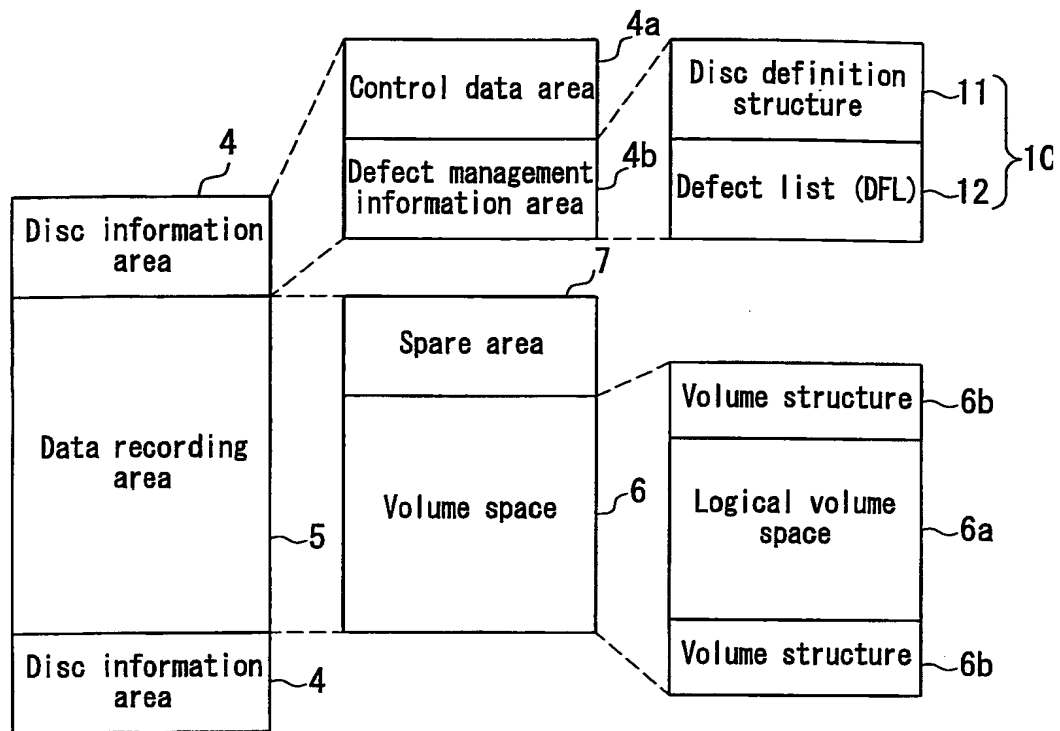 4
Disc information
area
Data recording
area
5
Disc information
area
4
4a
Control data area
4b
Defect management
information area
Disc definition
structure
11
Defect list (DFL)
12
10
7
Spare area
Volume space
6
Volume structure
6b
Logical volume
space
6a
Volume structure
6b